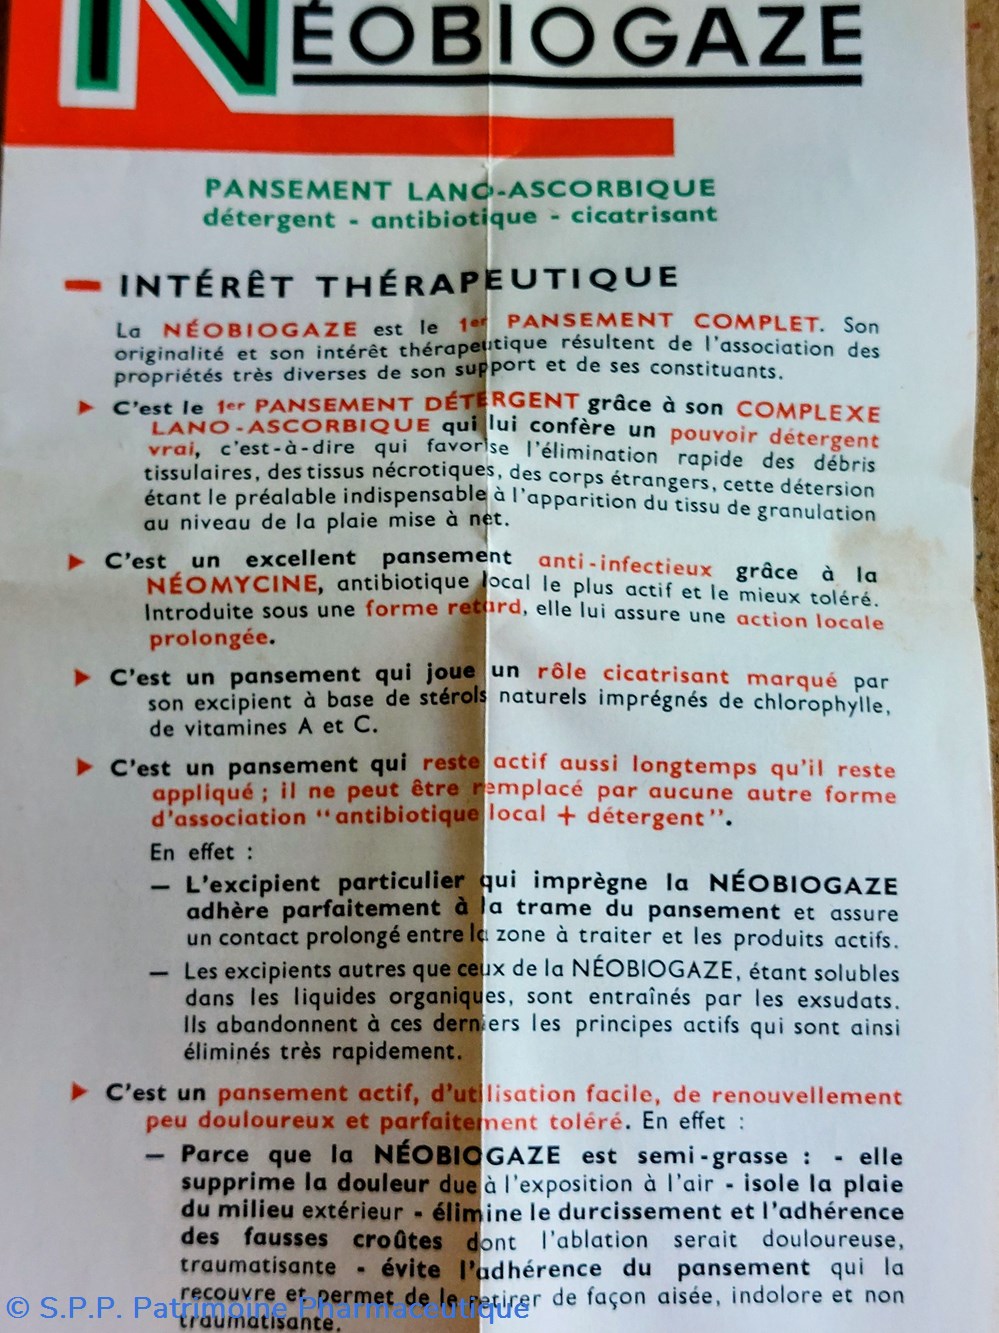 NÉOBIOGAZE
PANSEMENT LANO-ASCORBIQUE
détergent - antibiotique - cicatrisant
INTÉRÊT THÉRAPEUTIQUE
La NÉOBIOGAZE est le 1er PANSEMENT COMPLET. Son
originalité et son intérêt thérapeutique résultent de l'association des
propriétés très diverses de son support et de ses constituants.
C'est le 1er PANSEMENT DÉTERGENT grâce à son COMPLEXE
LANO-ASCORBIQUE qui lui confère un pouvoir détergent
vrai, c'est-à-dire qui favorise l'élimination rapide des débris
tissulaires, des tissus nécrotiques, des corps étrangers, cette détersion
étant le préalable indispensable à l'apparition du tissu de granulation
au niveau de la plaie mise à net.
C'est un excellent pansement anti-infectieux grâce à la
NÉOMYCINE, antibiotique local le plus actif et le mieux toléré.
Introduite sous une forme retard, elle lui assure une action locale
prolongée.
C'est un pansement qui joue un rôle cicatrisant marqué par
son excipient à base de stérols naturels imprégnés de chlorophylle,
de vitamines A et C.
C'est un pansement qui reste actif aussi longtemps qu'il reste
appliqué ; il ne peut être remplacé par aucune autre forme
d'association "antibiotique local + détergent".
En effet :
— L'excipient particulier qui imprègne la NÉOBIOGAZE
adhère parfaitement à la trame du pansement et assure
un contact prolongé entre la zone à traiter et les produits actifs.
— Les excipients autres que ceux de la NÉOBIOGAZE, étant solubles
dans les liquides organiques, sont entraînés par les exsudats.
Ils abandonnent à ces derniers les principes actifs qui sont ainsi
éliminés très rapidement.
C'est un pansement actif, d'utilisation facile, de renouvellement
peu douloureux et parfaitement toléré. En effet :
— Parce que la NÉOBIOGAZE est semi-grasse : - elle
supprime la douleur due à l'exposition à l'air - isole la plaie
du milieu extérieur - élimine le durcissement et l'adhérence
des fausses croûtes dont l'ablation serait douloureuse,
traumatisante - évite l'adhérence du pansement qui la
recouvre et permet de le retirer de façon aisée, indolore et non
traumatisante.
© S.P.P. Patrimoine Pharmaceutique